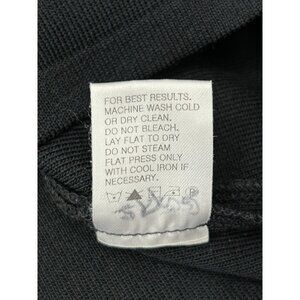 FOR BEST RESULTS.
MACHINE WASH COLD
OR DRY CLEAN.
DO NOT BLEACH.
LAY FLAT TO DRY
DO NOT STEAM
FLAT PRESS ONLY
WITH COOL IRON IF
NECESSARY.